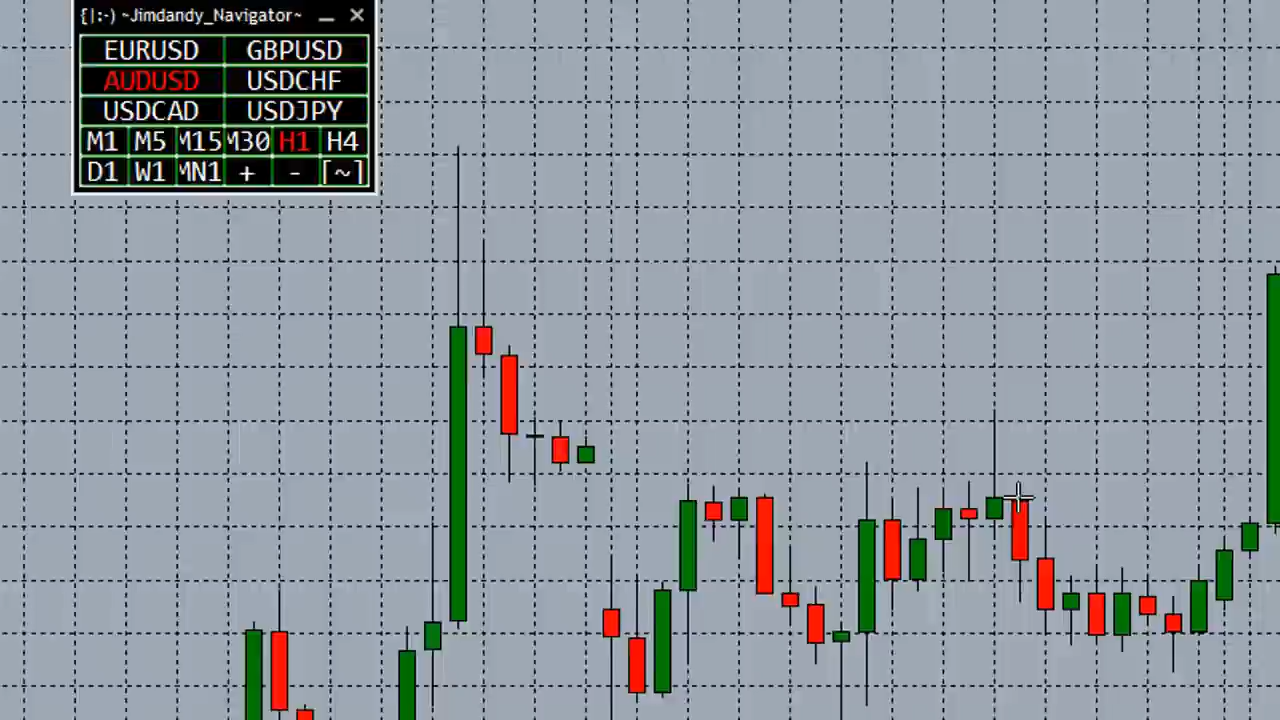 {|:-) ~Jimdandy_Navigator~
EURUSD GBPUSD
AUDUSD USDCHF
USDCAD USDJPY
M1 M5 M15 M30 H1 H4
D1 W1 MN1 + - [~]